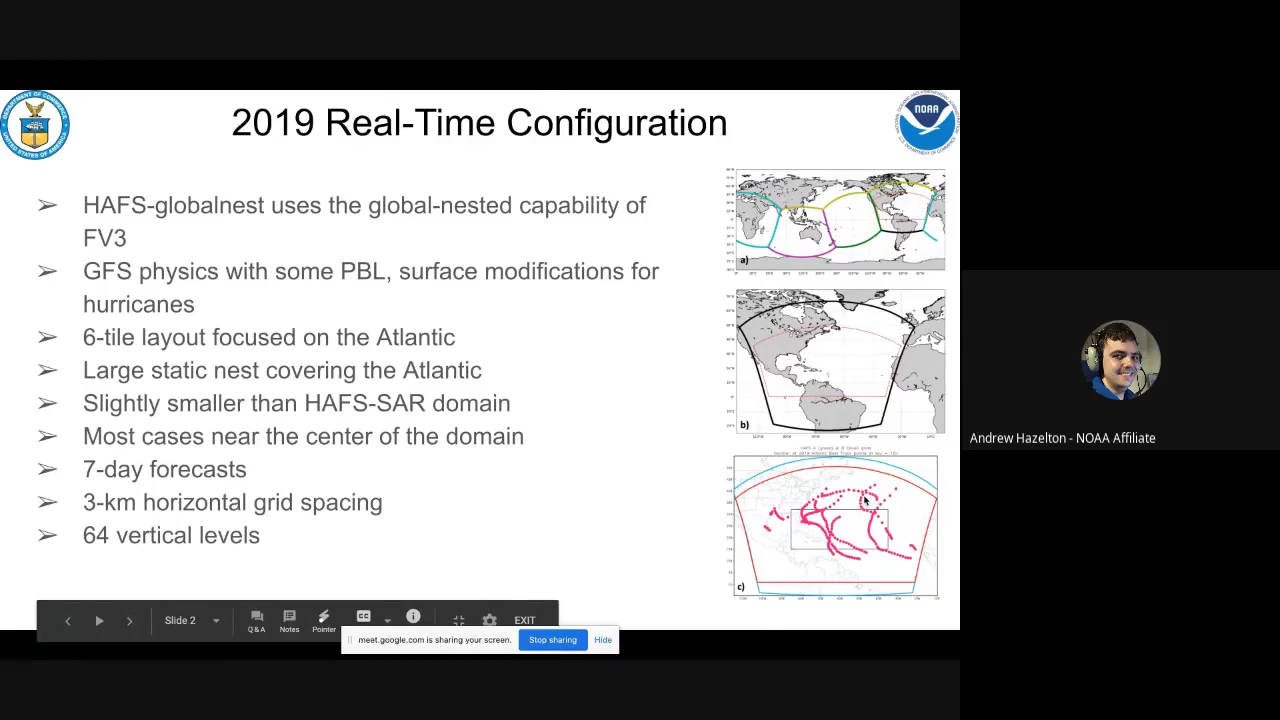 2019 Real-Time Configuration
NOAA
➢ HAFS-globalnest uses the global-nested capability of
FV3
➢ GFS physics with some PBL, surface modifications for
hurricanes
➢ 6-tile layout focused on the Atlantic
➢ Large static nest covering the Atlantic
➢ Slightly smaller than HAFS-SAR domain
➢ Most cases near the center of the domain
➢ 7-day forecasts
➢ 3-km horizontal grid spacing
➢ 64 vertical levels
a)
b)
c)
Andrew Hazelton - NOAA Affiliate
Slide 2
Q & A
Notes
Pointer
CC
EXIT
meet.google.com is sharing your screen.
Stop sharing
Hide